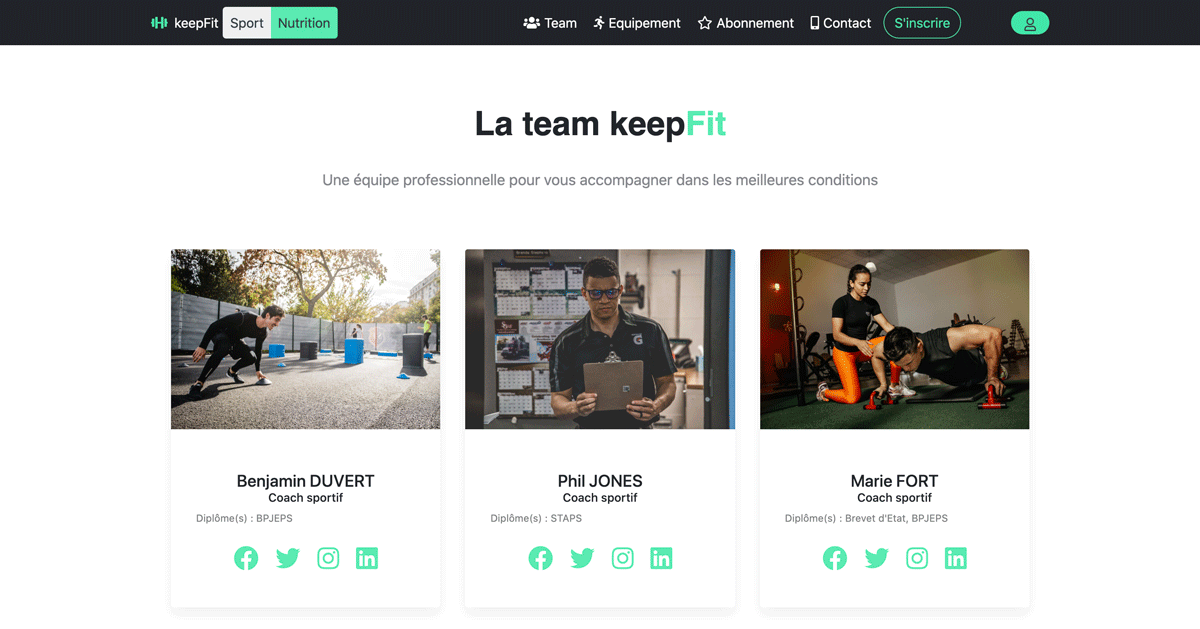 keepFit Sport Nutrition Team Equipement Abonnement Contact S'inscrire
La team keepFit
Une équipe professionnelle pour vous accompagner dans les meilleures conditions
G
Benjamin DUVERT
Coach sportif
Diplôme(s) : BPJEPS
Phil JONES
Coach sportif
Diplôme(s) : STAPS
Marie FORT
Coach sportif
Diplôme(s) : Brevet d'Etat, BPJEPS